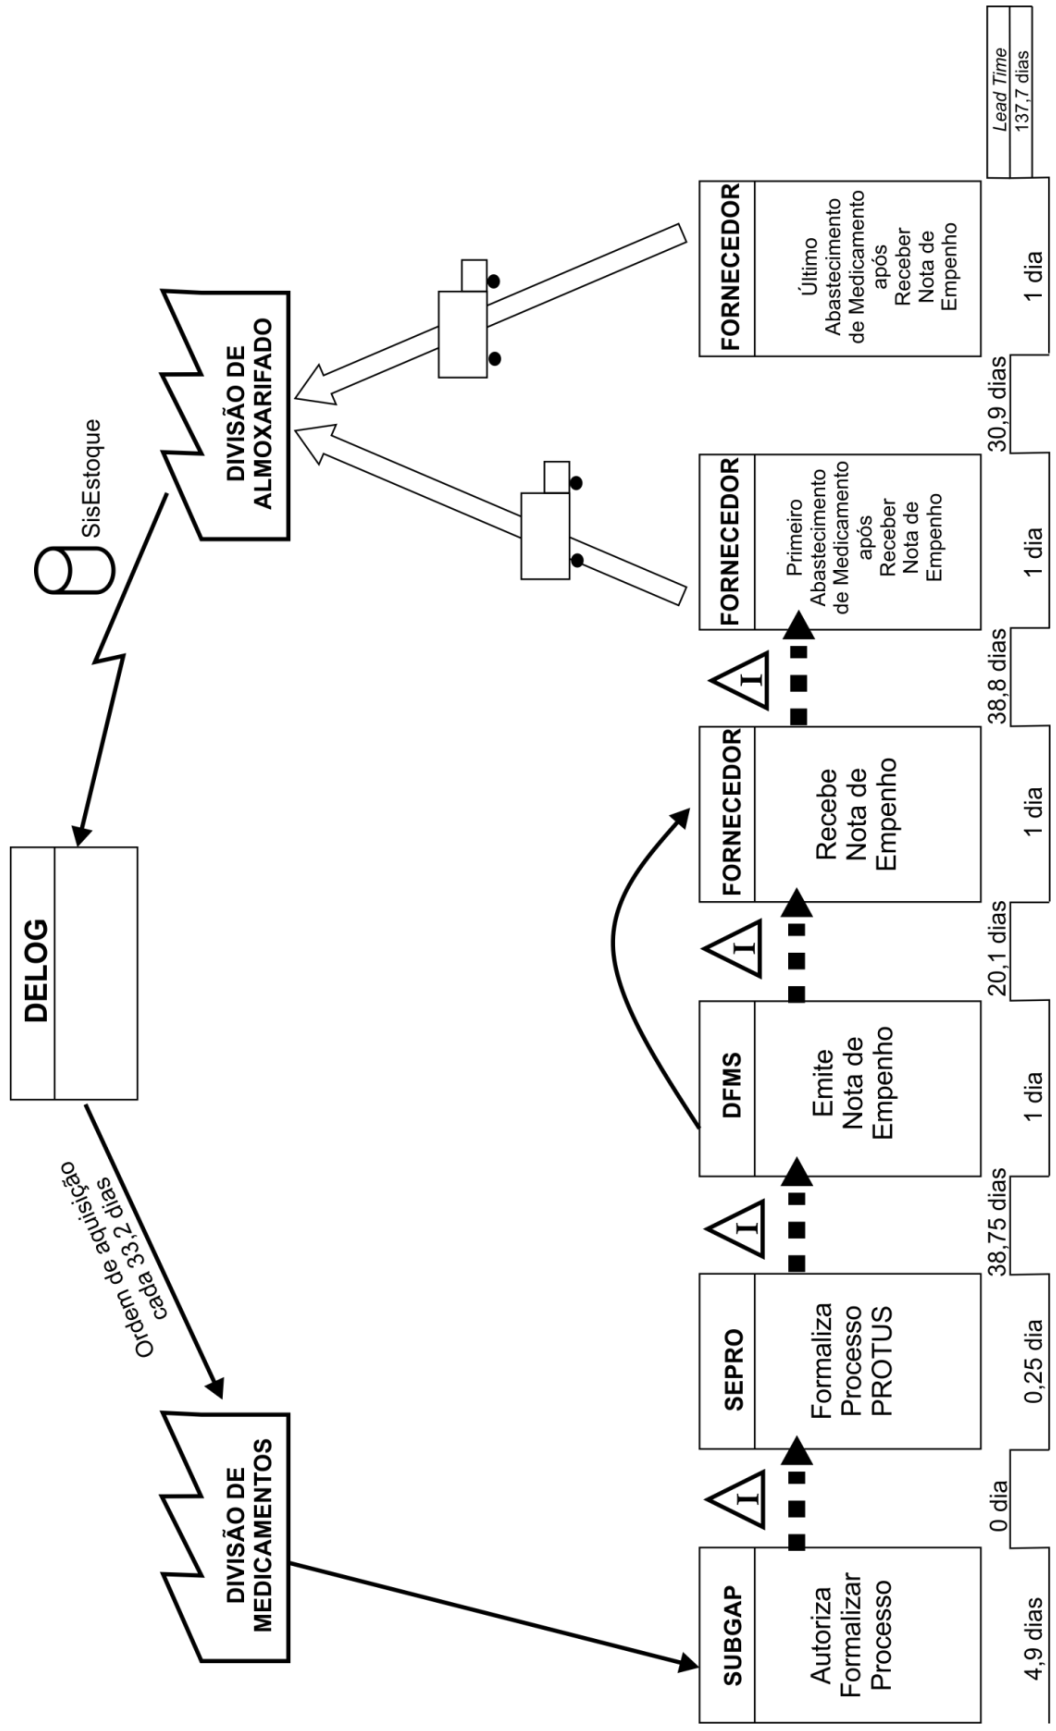 DELOG
SisEstoque
Ordem de aquisição
cada 33,2 dias
DIVISÃO DE
MEDICAMENTOS
DIVISÃO DE
ALMOXARIFADO
SUBGAP
Autoriza
Formalizar
Processo
I
SEPRO
Formaliza
Processo
PROTUS
I
DFMS
Emite
Nota de
Empenho
I
FORNECEDOR
Recebe
Nota de
Empenho
I
FORNECEDOR
Primeiro
Abastecimento
de Medicamento
após
Receber
Nota de
Empenho
FORNECEDOR
Último
Abastecimento
de Medicamento
após
Receber
Nota de
Empenho
4,9 dias
0 dia
0,25 dia
38,75 dias
1 dia
20,1 dias
1 dia
38,8 dias
1 dia
30,9 dias
1 dia
Lead Time
137,7 dias